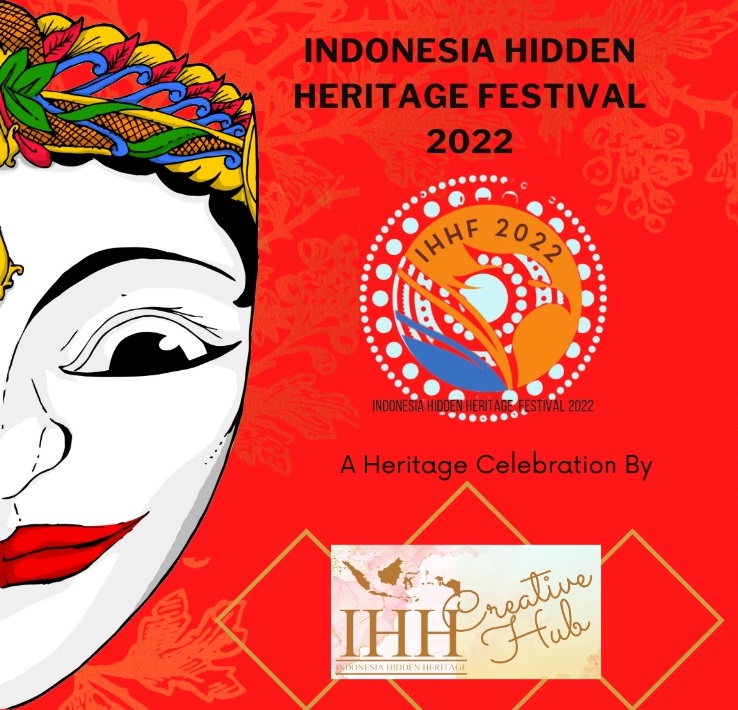 INDONESIA HIDDEN
HERITAGE FESTIVAL
2022
IHHF 2022
INDONESIA HIDDEN HERITAGE FESTIVAL 2022
A Heritage Celebration By
IHH Creative
Hub
INDONESIA HIDDEN HERITAGE